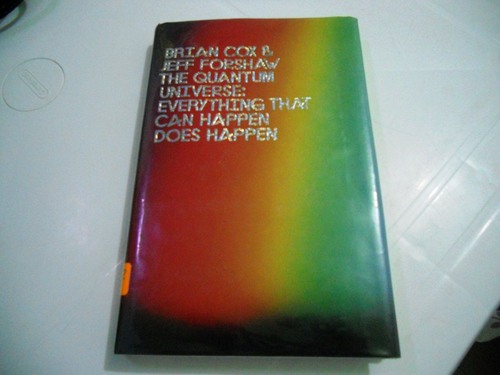 BRIAN COX &
JEFF FORSHAW
THE QUANTUM
UNIVERSE:
EVERYTHING THAT
CAN HAPPEN
DOES HAPPEN